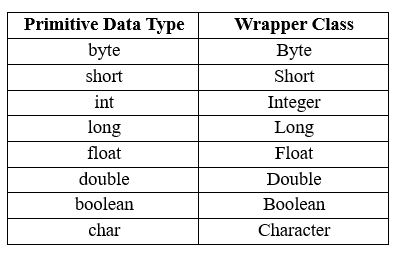 Primitive Data Type Wrapper Class
byte Byte
short Short
int Integer
long Long
float Float
double Double
boolean Boolean
char Character